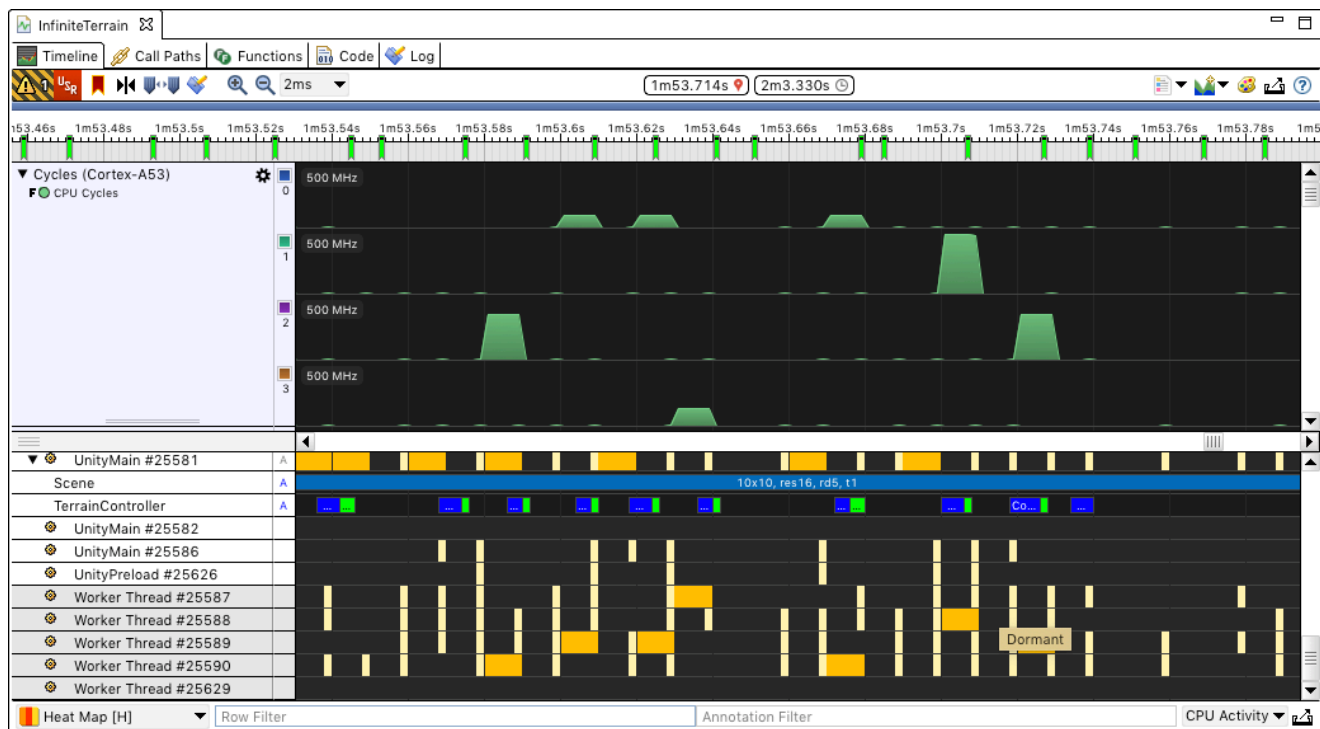 InfiniteTerrain
Timeline Call Paths Functions Code Log
1 USR 2ms 1m53.714s 2m3.330s
1m53.46s 1m53.48s 1m53.5s 1m53.52s 1m53.54s 1m53.56s 1m53.58s 1m53.6s 1m53.62s 1m53.64s 1m53.66s 1m53.68s 1m53.7s 1m53.72s 1m53.74s 1m53.76s 1m53.78s 1m5
Cycles (Cortex-A53) 0 500 MHz
F CPU Cycles
1 500 MHz
2 500 MHz
3 500 MHz
UnityMain #25581 A
Scene A 10x10, res16, rd5, t1
TerrainController A ... ... ... ... ... ... ... ... ... ... Co... ...
UnityMain #25582
UnityMain #25586
UnityPreload #25626
Worker Thread #25587
Worker Thread #25588
Worker Thread #25589 Dormant
Worker Thread #25590
Worker Thread #25629
Heat Map [H] Row Filter Annotation Filter CPU Activity